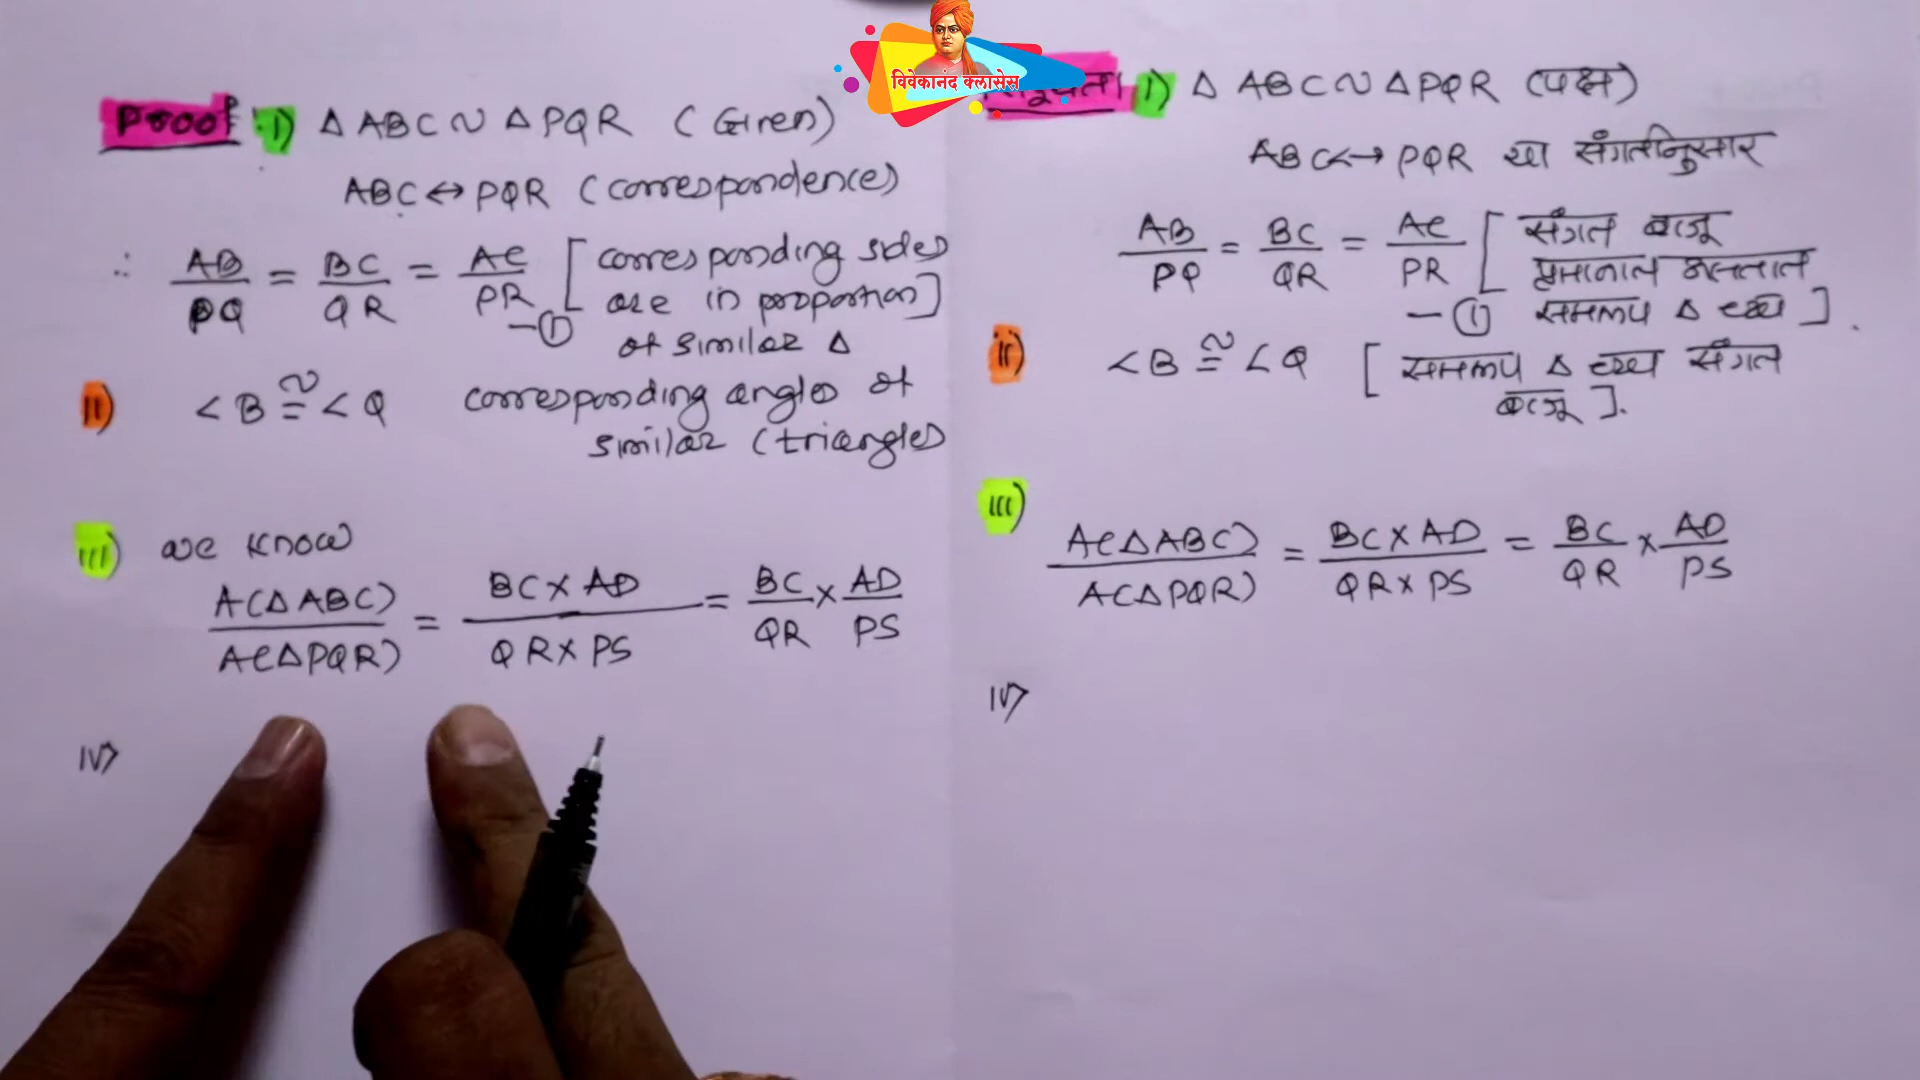 विवेकानंद क्लासेस
Proof i) Δ ABC ~ Δ PQR (Given)
ABC ↔ PQR (correspondence)
∴ AB/PQ = BC/QR = AC/PR [corresponding sides
are in proportion]
—① of similar Δ
ii) <B ≅ <Q corresponding angles of
similar (triangles
iii) we know
A(Δ ABC)/A(ΔPQR) = BC × AD/QR × PS = BC/QR × AD/PS
iv)
i) Δ ABC ~ Δ PQR (पक्ष)
ABC ↔ PQR या संगतीनुसार
AB/PQ = BC/QR = AC/PR [संगत बाजू
प्रमाणात असतात
—① समरूप Δ च्या].
ii) <B ≅ <Q [समरूप Δ च्या संगत
बाजू].
iii) A(ΔABC)/A(ΔPQR) = BC × AD/QR × PS = BC/QR × AD/PS
iv)